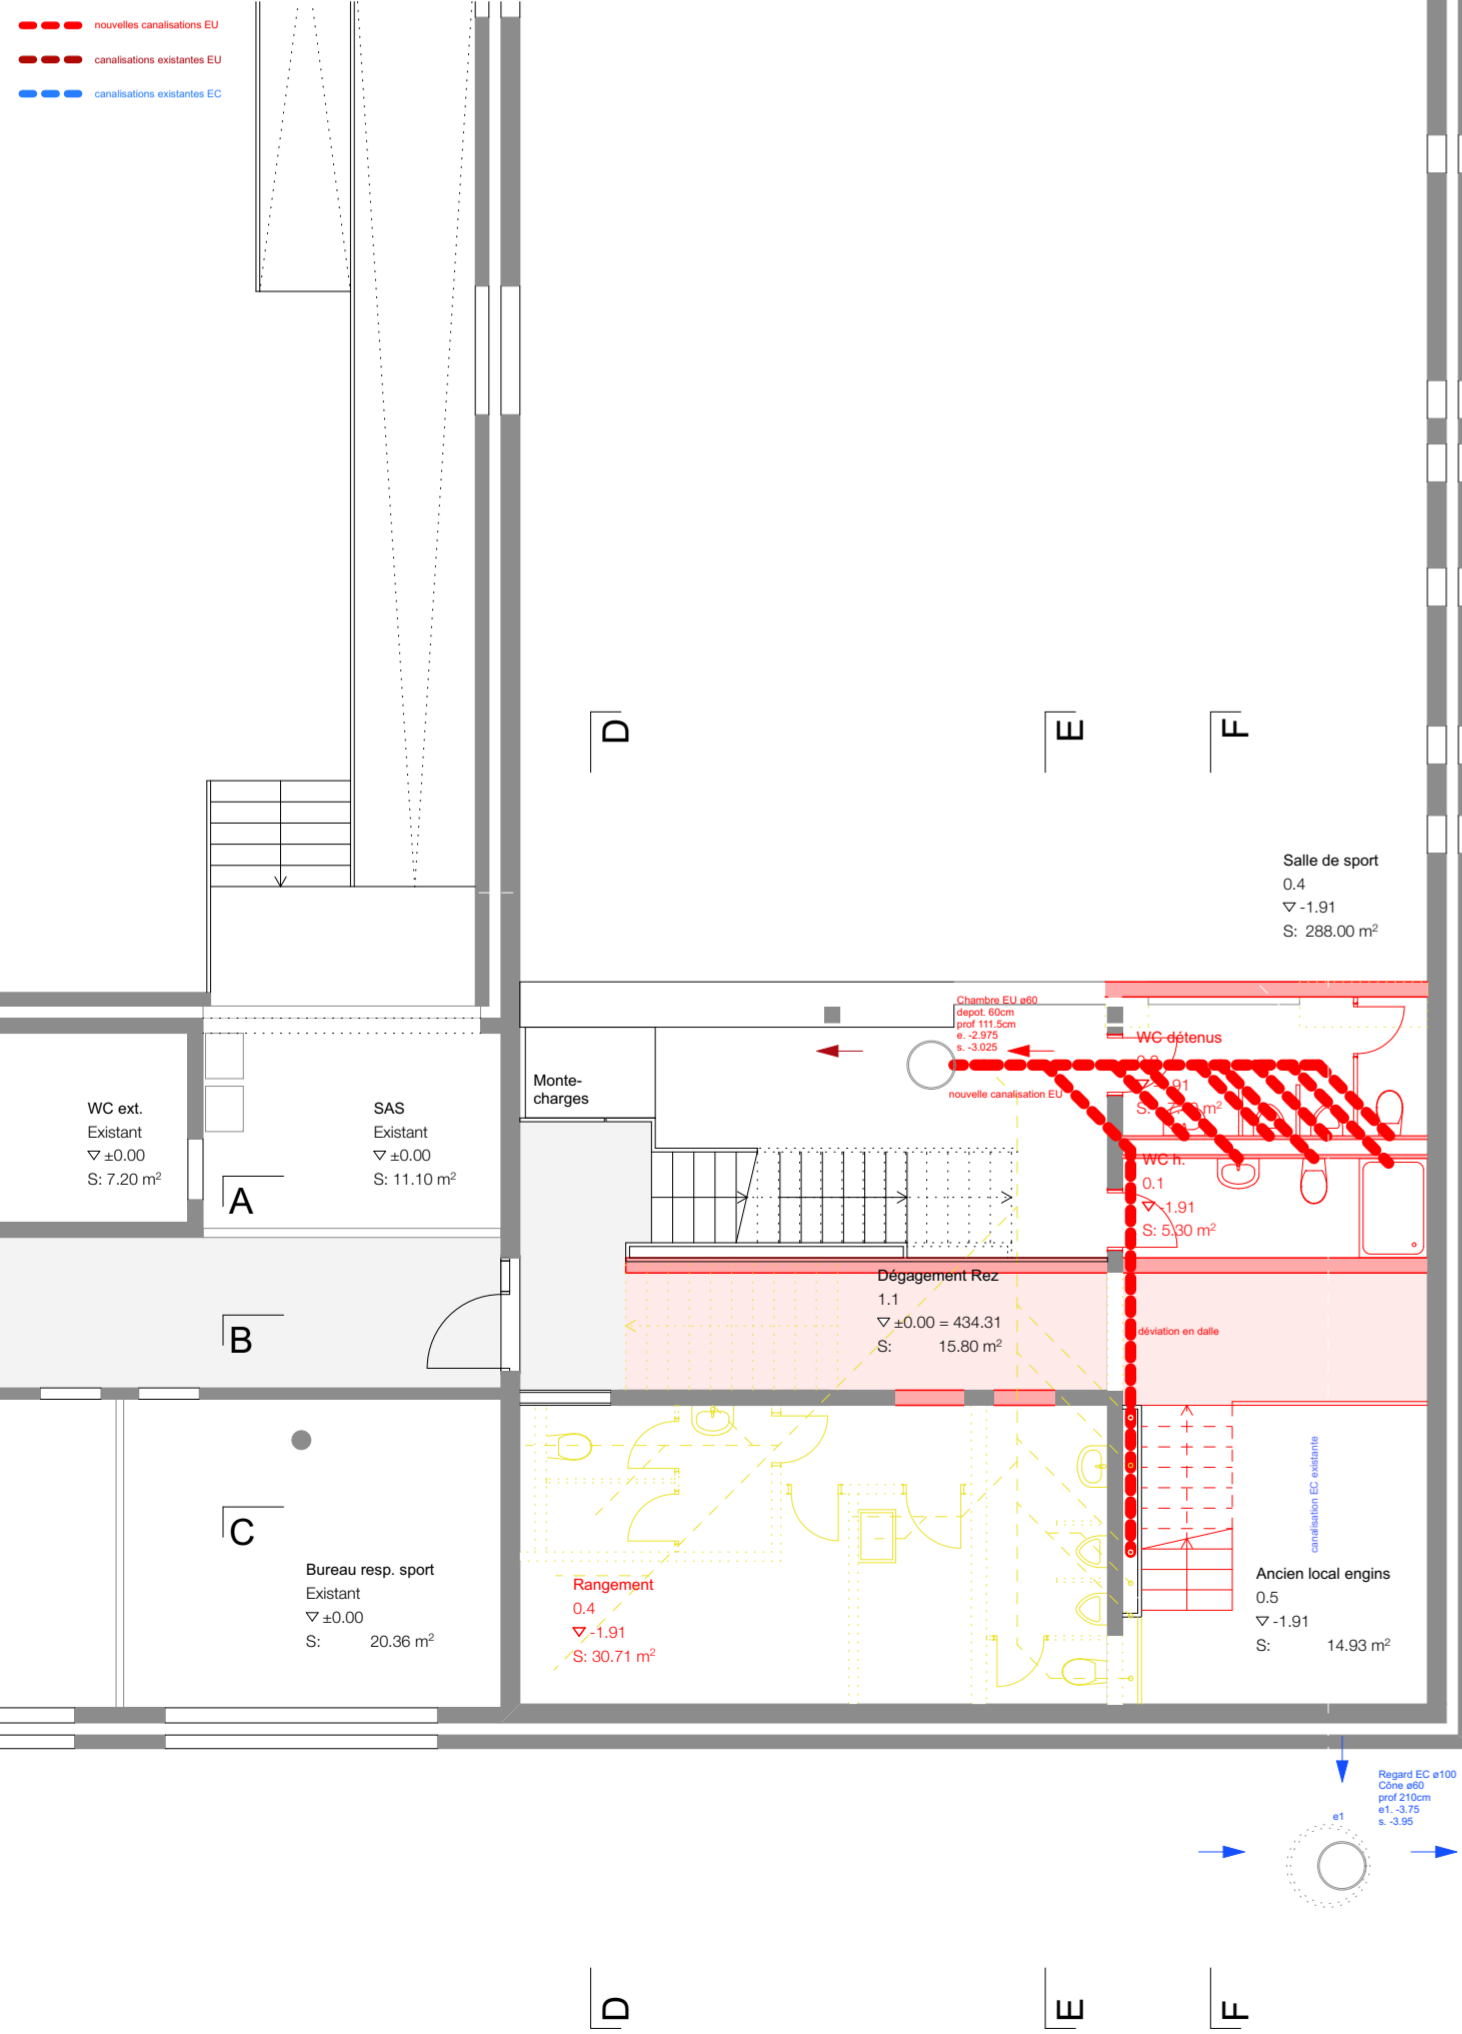 nouvelles canalisations EU
canalisations existantes EU
canalisations existantes EC
D
E
F
Salle de sport
0.4
-1.91
S: 288.00 m²
Chambre EU ø60
depot. 60cm
prof 111.5cm
e. -2.975
s. -3.025
nouvelle canalisation EU
WC détenus
Monte-
charges
WC ext.
Existant
±0.00
S: 7.20 m²
SAS
Existant
±0.00
S: 11.10 m²
A
WC h.
0.1
-1.91
S: 5.30 m²
Dégagement Rez
1.1
±0.00 = 434.31
S: 15.80 m²
B
déviation en dalle
canalisation EC existante
C
Bureau resp. sport
Existant
±0.00
S: 20.36 m²
Rangement
0.4
-1.91
S: 30.71 m²
Ancien local engins
0.5
-1.91
S: 14.93 m²
Regard EC ø100
Cône ø60
prof 210cm
e1. -3.75
s. -3.95
e1
D
E
F